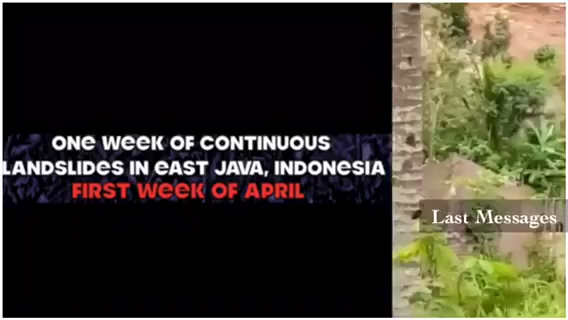 ONE WEEK OF CONTINUOUS
LANDSLIDES IN EAST JAVA, INDONESIA
FIRST WEEK OF APRIL
Last Messages